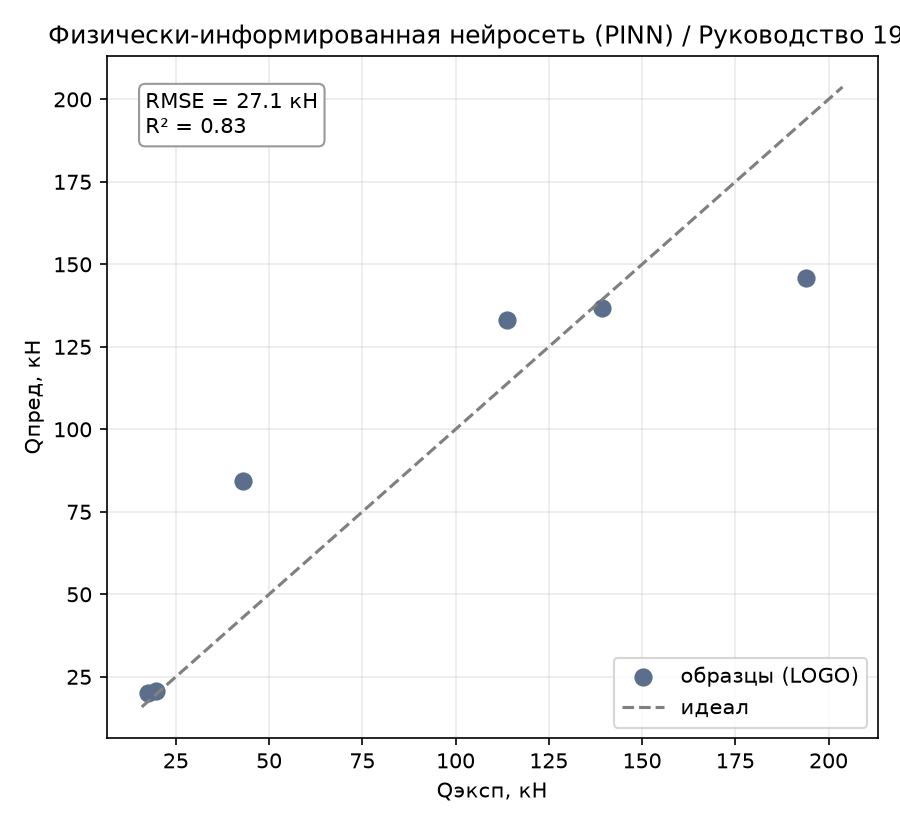 Физически-информированная нейросеть (PINN) / Руководство 19
RMSE = 27.1 кН
R² = 0.83
200
175
150
125
100
75
50
25
Qпред, кН
образцы (LOGO)
идеал
25 50 75 100 125 150 175 200
Qэксп, кН